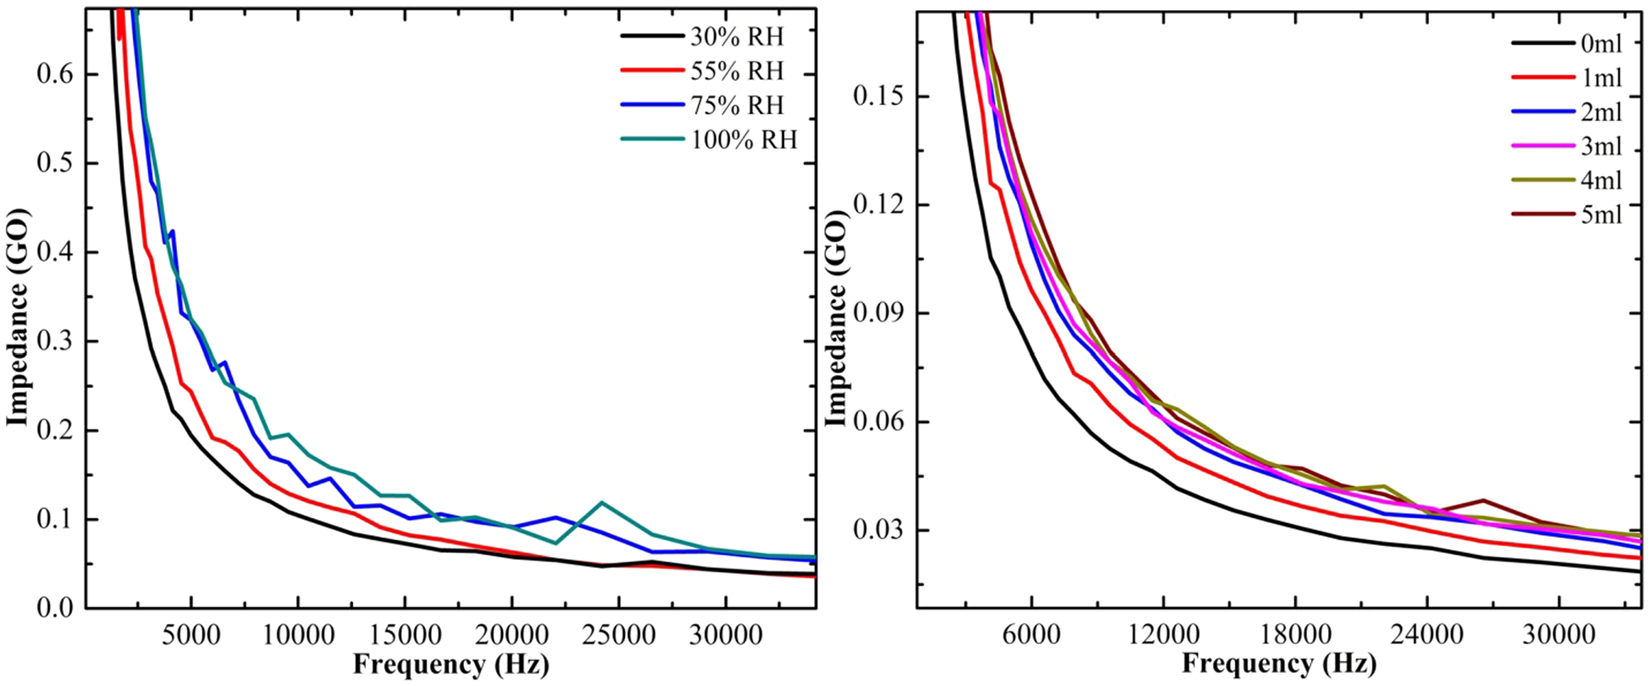 30% RH
55% RH
75% RH
100% RH
0.6
0.5
0.4
0.3
0.2
0.1
0.0
Impedance (GO)
5000 10000 15000 20000 25000 30000
Frequency (Hz)
0ml
1ml
2ml
3ml
4ml
5ml
0.15
0.12
0.09
0.06
0.03
Impedance (GO)
6000 12000 18000 24000 30000
Frequency (Hz)